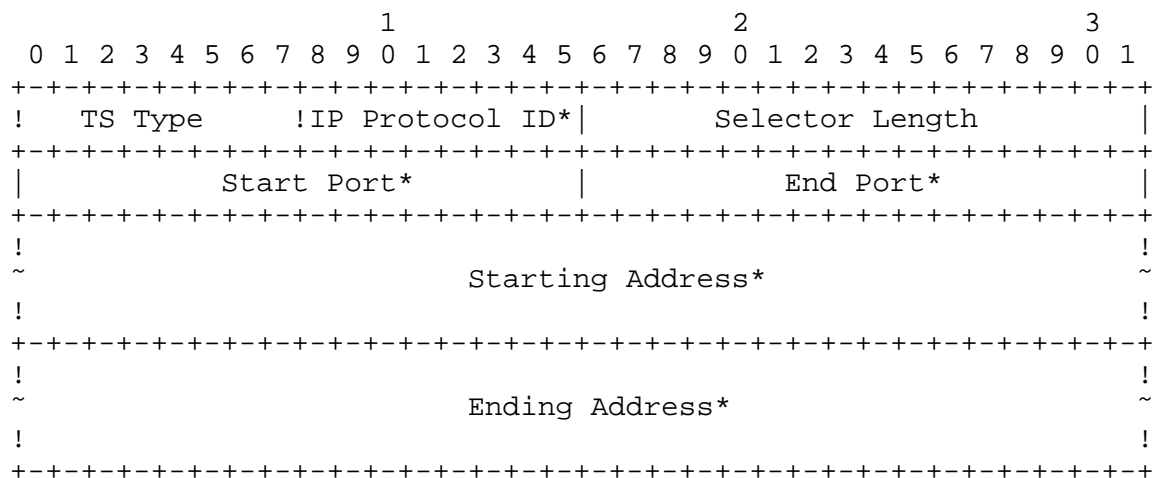 1                   2                   3
 0 1 2 3 4 5 6 7 8 9 0 1 2 3 4 5 6 7 8 9 0 1 2 3 4 5 6 7 8 9 0 1
+-+-+-+-+-+-+-+-+-+-+-+-+-+-+-+-+-+-+-+-+-+-+-+-+-+-+-+-+-+-+-+-+
!   TS Type     !IP Protocol ID*|       Selector Length         |
+-+-+-+-+-+-+-+-+-+-+-+-+-+-+-+-+-+-+-+-+-+-+-+-+-+-+-+-+-+-+-+-+
|           Start Port*         |           End Port*           |
+-+-+-+-+-+-+-+-+-+-+-+-+-+-+-+-+-+-+-+-+-+-+-+-+-+-+-+-+-+-+-+-+
!                                                               !
~                         Starting Address*                     ~
!                                                               !
+-+-+-+-+-+-+-+-+-+-+-+-+-+-+-+-+-+-+-+-+-+-+-+-+-+-+-+-+-+-+-+-+
!                                                               !
~                         Ending Address*                       ~
!                                                               !
+-+-+-+-+-+-+-+-+-+-+-+-+-+-+-+-+-+-+-+-+-+-+-+-+-+-+-+-+-+-+-+-+